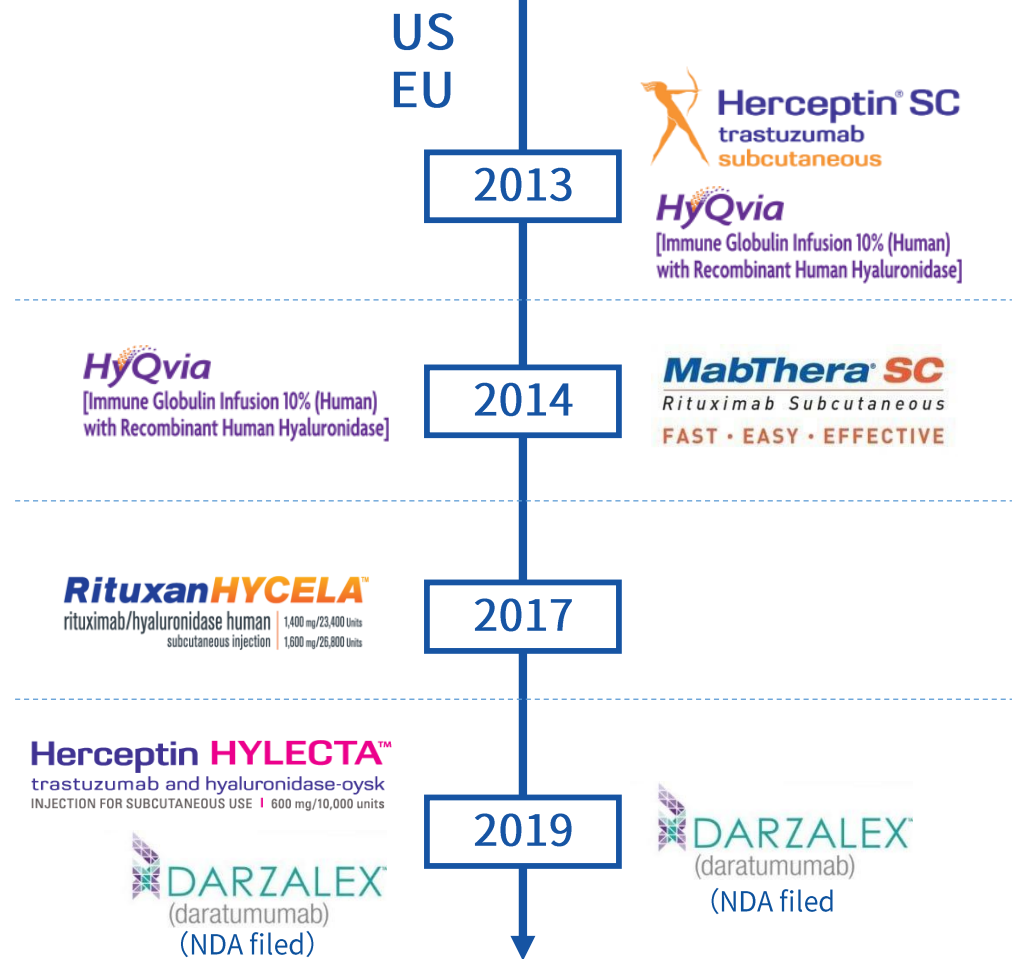 US
EU
Herceptin® SC
trastuzumab
subcutaneous
2013
HyQvia
[Immune Globulin Infusion 10% (Human)
with Recombinant Human Hyaluronidase]
HyQvia
[Immune Globulin Infusion 10% (Human)
with Recombinant Human Hyaluronidase]
2014
MabThera® SC
Rituximab Subcutaneous
FAST • EASY • EFFECTIVE
Rituxan HYCELA™
rituximab/hyaluronidase human
subcutaneous injection
1,400 mg/23,400 Units
1,600 mg/26,800 Units
2017
Herceptin HYLECTA™
trastuzumab and hyaluronidase-oysk
INJECTION FOR SUBCUTANEOUS USE | 600 mg/10,000 units
DARZALEX™
(daratumumab)
(NDA filed)
2019
DARZALEX™
(daratumumab)
(NDA filed